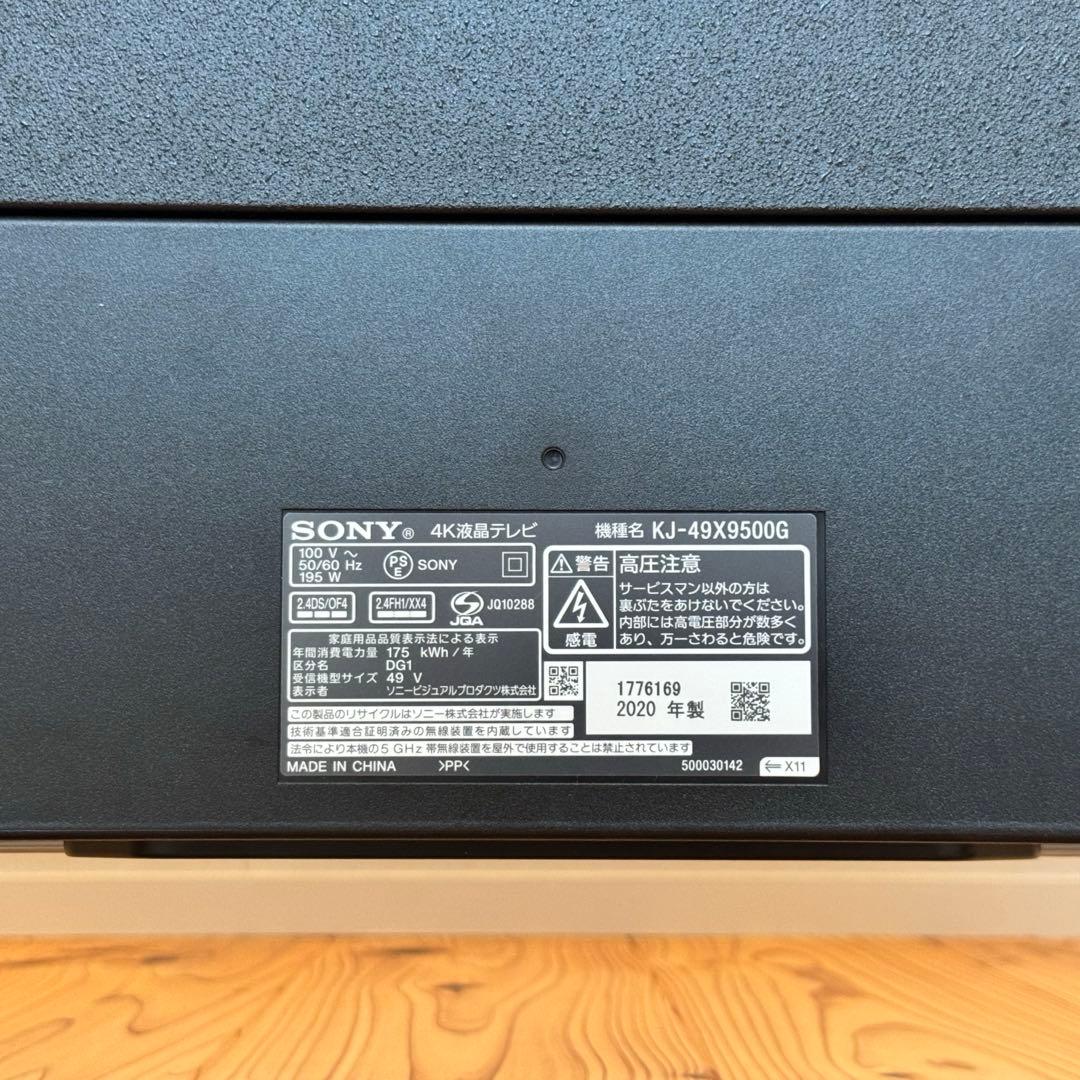 SONY® 4K液晶テレビ 機種名 KJ-49X9500G
100 V ～
50/60 Hz
195 W
PS
E
SONY
2.4DS/OF4
2.4FH1/XX4
JQA
JQ10288
家庭用品品質表示法による表示
年間消費電力量 175 kWh/年
区分名 DG1
受信機型サイズ 49 V
表示者 ソニービジュアルプロダクツ株式会社
警告 高圧注意
感電
サービスマン以外の方は
裏ぶたをあけないでください。
内部には高電圧部分が数多く
あり、万一さわると危険です。
1776169
2020 年製
この製品のリサイクルはソニー株式会社が実施します
技術基準適合証明済みの無線装置を内蔵しています
法令により本機の5 GHz 帯無線装置を屋外で使用することは禁止されています
MADE IN CHINA >PP< 500030142 ⇐ X11